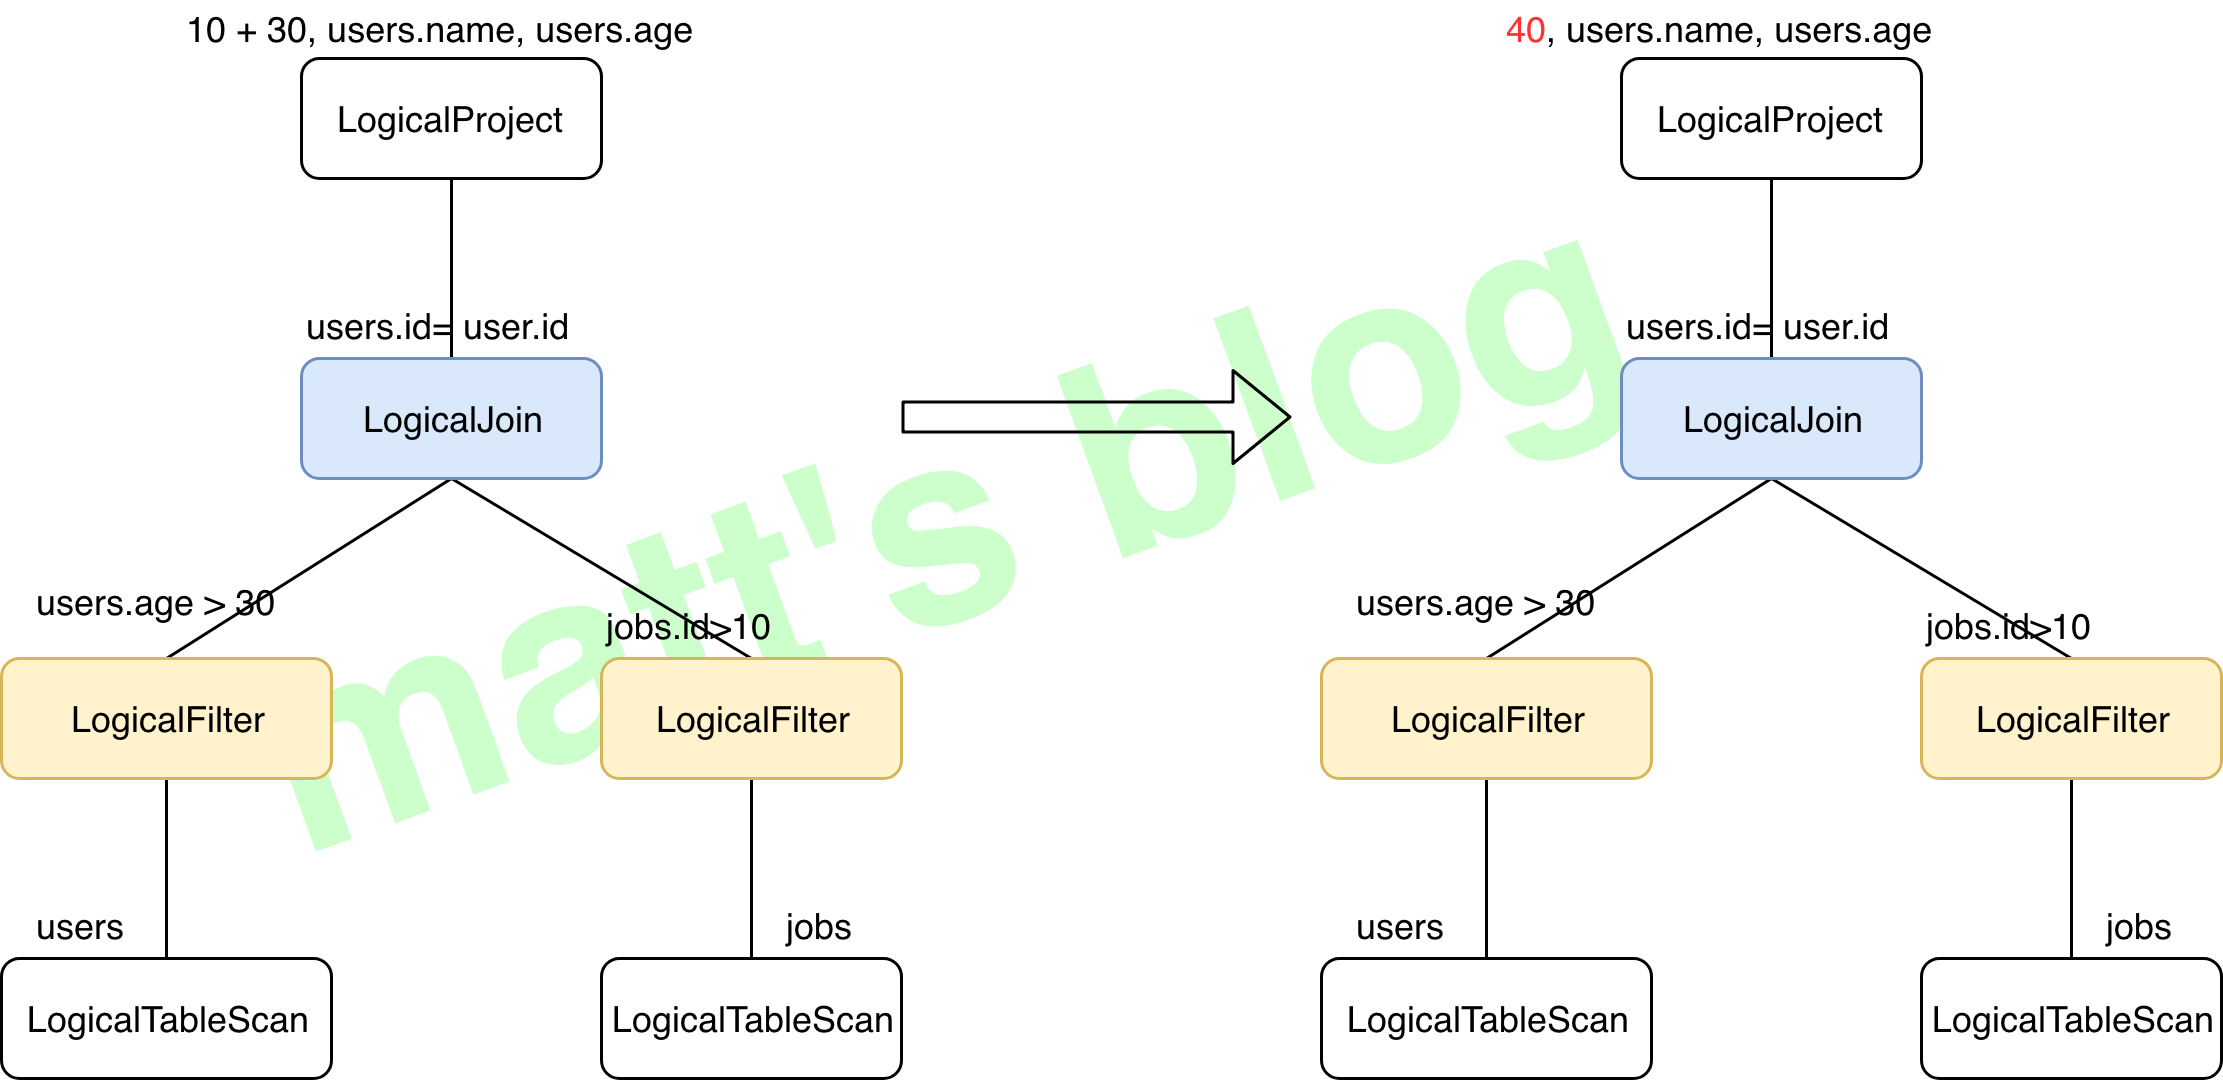 10 + 30, users.name, users.age
LogicalProject
users.id= user.id
LogicalJoin
users.age > 30
jobs.id>10
LogicalFilter
LogicalFilter
users
jobs
LogicalTableScan
LogicalTableScan
40, users.name, users.age
LogicalProject
users.id= user.id
LogicalJoin
users.age > 30
jobs.id>10
LogicalFilter
LogicalFilter
users
jobs
LogicalTableScan
LogicalTableScan
matt's blog